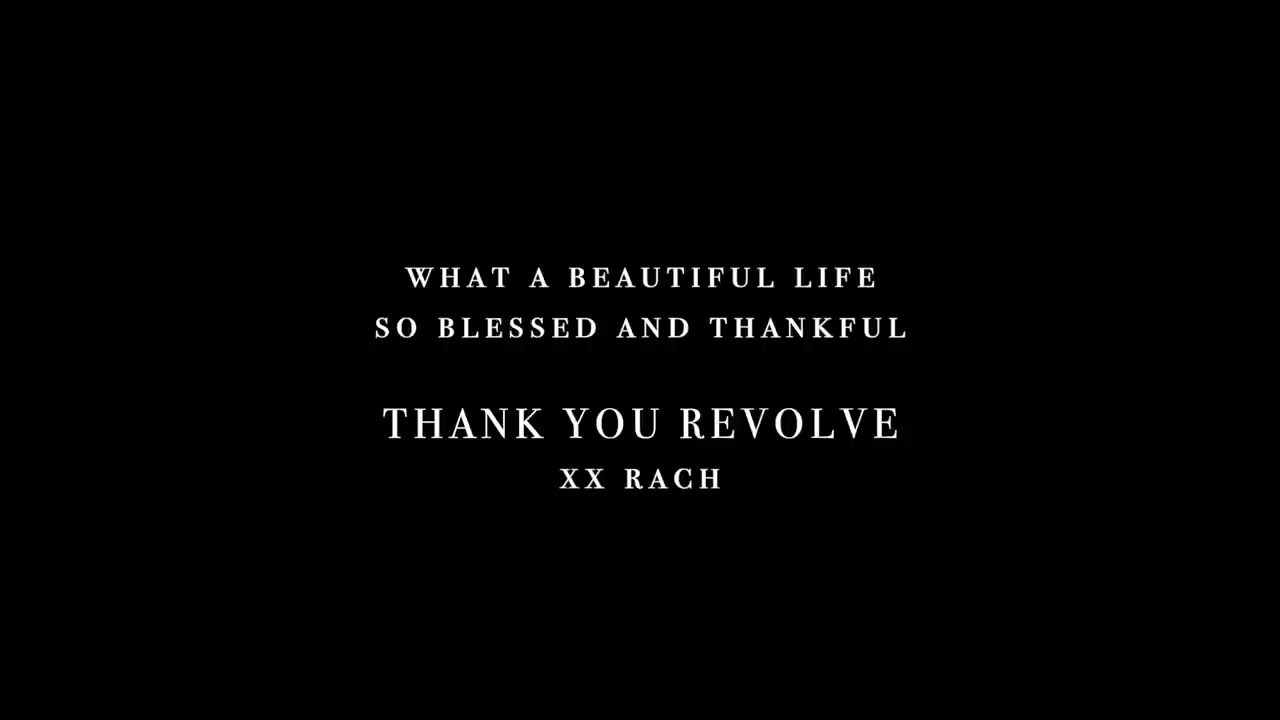 WHAT A BEAUTIFUL LIFE
SO BLESSED AND THANKFUL
THANK YOU REVOLVE
XX RACH